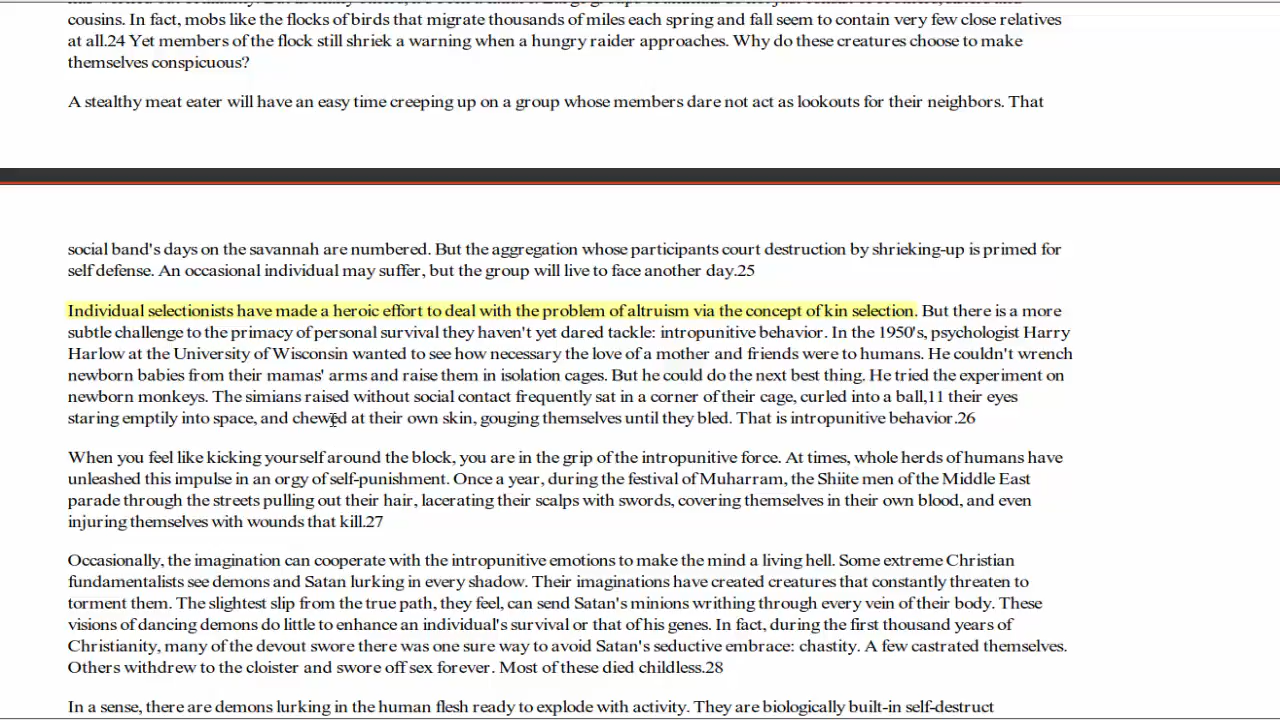 cousins. In fact, mobs like the flocks of birds that migrate thousands of miles each spring and fall seem to contain very few close relatives
at all.24 Yet members of the flock still shriek a warning when a hungry raider approaches. Why do these creatures choose to make
themselves conspicuous?
A stealthy meat eater will have an easy time creeping up on a group whose members dare not act as lookouts for their neighbors. That
social band's days on the savannah are numbered. But the aggregation whose participants court destruction by shrieking-up is primed for
self defense. An occasional individual may suffer, but the group will live to face another day.25
Individual selectionists have made a heroic effort to deal with the problem of altruism via the concept of kin selection. But there is a more
subtle challenge to the primacy of personal survival they haven't yet dared tackle: intropunitive behavior. In the 1950's, psychologist Harry
Harlow at the University of Wisconsin wanted to see how necessary the love of a mother and friends were to humans. He couldn't wrench
newborn babies from their mamas' arms and raise them in isolation cages. But he could do the next best thing. He tried the experiment on
newborn monkeys. The simians raised without social contact frequently sat in a corner of their cage, curled into a ball,11 their eyes
staring emptily into space, and chewed at their own skin, gouging themselves until they bled. That is intropunitive behavior.26
When you feel like kicking yourself around the block, you are in the grip of the intropunitive force. At times, whole herds of humans have
unleashed this impulse in an orgy of self-punishment. Once a year, during the festival of Muharram, the Shiite men of the Middle East
parade through the streets pulling out their hair, lacerating their scalps with swords, covering themselves in their own blood, and even
injuring themselves with wounds that kill.27
Occasionally, the imagination can cooperate with the intropunitive emotions to make the mind a living hell. Some extreme Christian
fundamentalists see demons and Satan lurking in every shadow. Their imaginations have created creatures that constantly threaten to
torment them. The slightest slip from the true path, they feel, can send Satan's minions writhing through every vein of their body. These
visions of dancing demons do little to enhance an individual's survival or that of his genes. In fact, during the first thousand years of
Christianity, many of the devout swore there was one sure way to avoid Satan's seductive embrace: chastity. A few castrated themselves.
Others withdrew to the cloister and swore off sex forever. Most of these died childless.28
In a sense, there are demons lurking in the human flesh ready to explode with activity. They are biologically built-in self-destruct